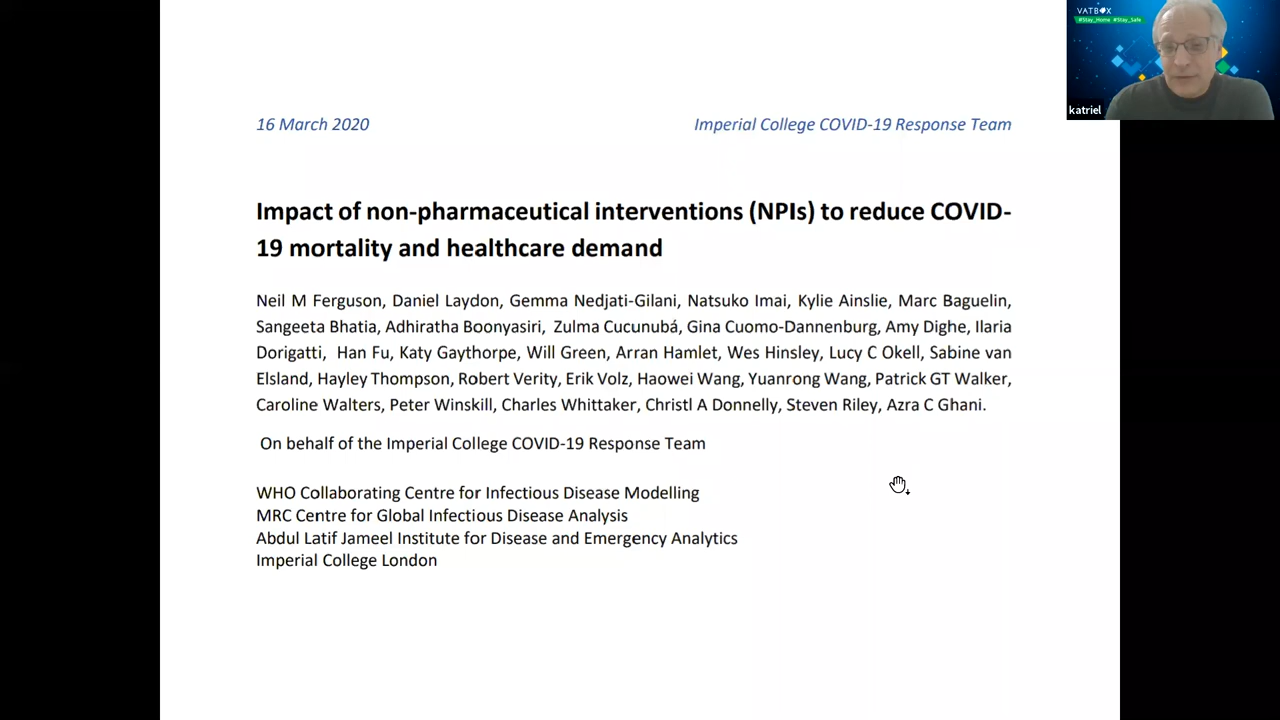 VATBOX
#Stay_Home #Stay_Safe
katriel
16 March 2020 Imperial College COVID-19 Response Team
Impact of non-pharmaceutical interventions (NPIs) to reduce COVID-
19 mortality and healthcare demand
Neil M Ferguson, Daniel Laydon, Gemma Nedjati-Gilani, Natsuko Imai, Kylie Ainslie, Marc Baguelin,
Sangeeta Bhatia, Adhiratha Boonyasiri, Zulma Cucunubá, Gina Cuomo-Dannenburg, Amy Dighe, Ilaria
Dorigatti, Han Fu, Katy Gaythorpe, Will Green, Arran Hamlet, Wes Hinsley, Lucy C Okell, Sabine van
Elsland, Hayley Thompson, Robert Verity, Erik Volz, Haowei Wang, Yuanrong Wang, Patrick GT Walker,
Caroline Walters, Peter Winskill, Charles Whittaker, Christl A Donnelly, Steven Riley, Azra C Ghani.
On behalf of the Imperial College COVID-19 Response Team
WHO Collaborating Centre for Infectious Disease Modelling
MRC Centre for Global Infectious Disease Analysis
Abdul Latif Jameel Institute for Disease and Emergency Analytics
Imperial College London